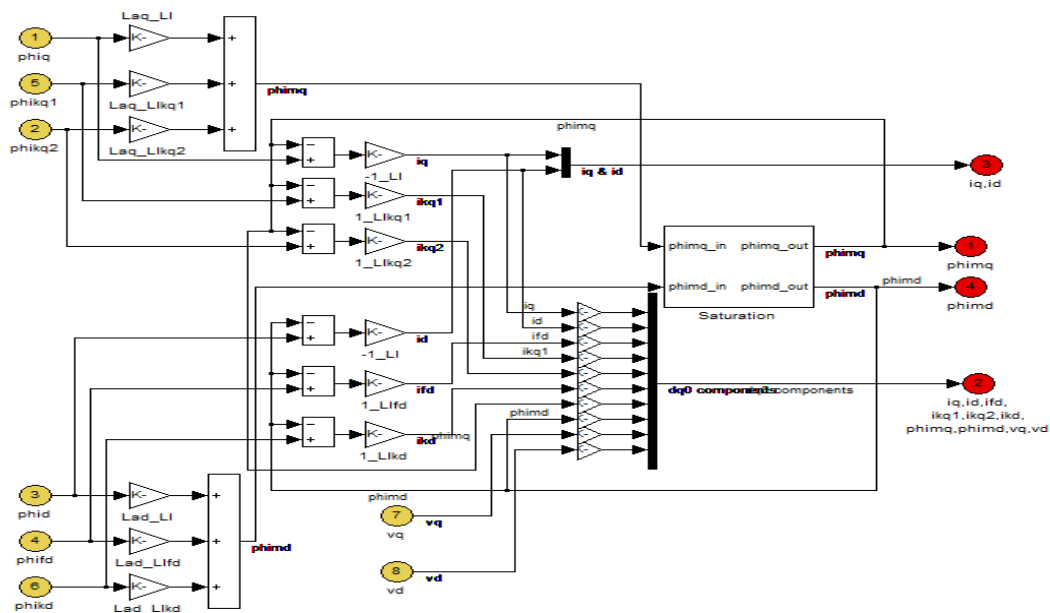 Laq_Ll
1
K-
+
phiq
5
K-
+
phimq
phikq1
Laq_Llkq1
2
K-
+
phikq2
Laq_Llkq2
phimq
−
+
K-
iq
-1_Ll
iq & id
3
iq,id
−
+
K-
ikq1
1_Llkq1
−
+
K-
ikq2
1_Llkq2
phimq_in
phimq_out
phimq
1
phimq
phimd_in
phimd_out
phimd
phimd
4
phimd
Saturation
iq
K-
−
+
K-
id
-1_Ll
id
K-
ifd
K-
ikq1
K-
K-
−
+
K-
ifd
1_Llfd
K-
K-
dq0 components
components
2
iq,id,ifd,
ikq1,ikq2,ikd,
phimq,phimd,vq,vd
phimd
K-
−
+
K-
ikd
phimq
1_Llkd
K-
K-
phimd
3
K-
+
phid
Lad_Ll
7
vq
vq
4
K-
+
phimd
phifd
Lad_Llfd
8
vd
vd
6
K-
+
phikd
Lad_Llkd